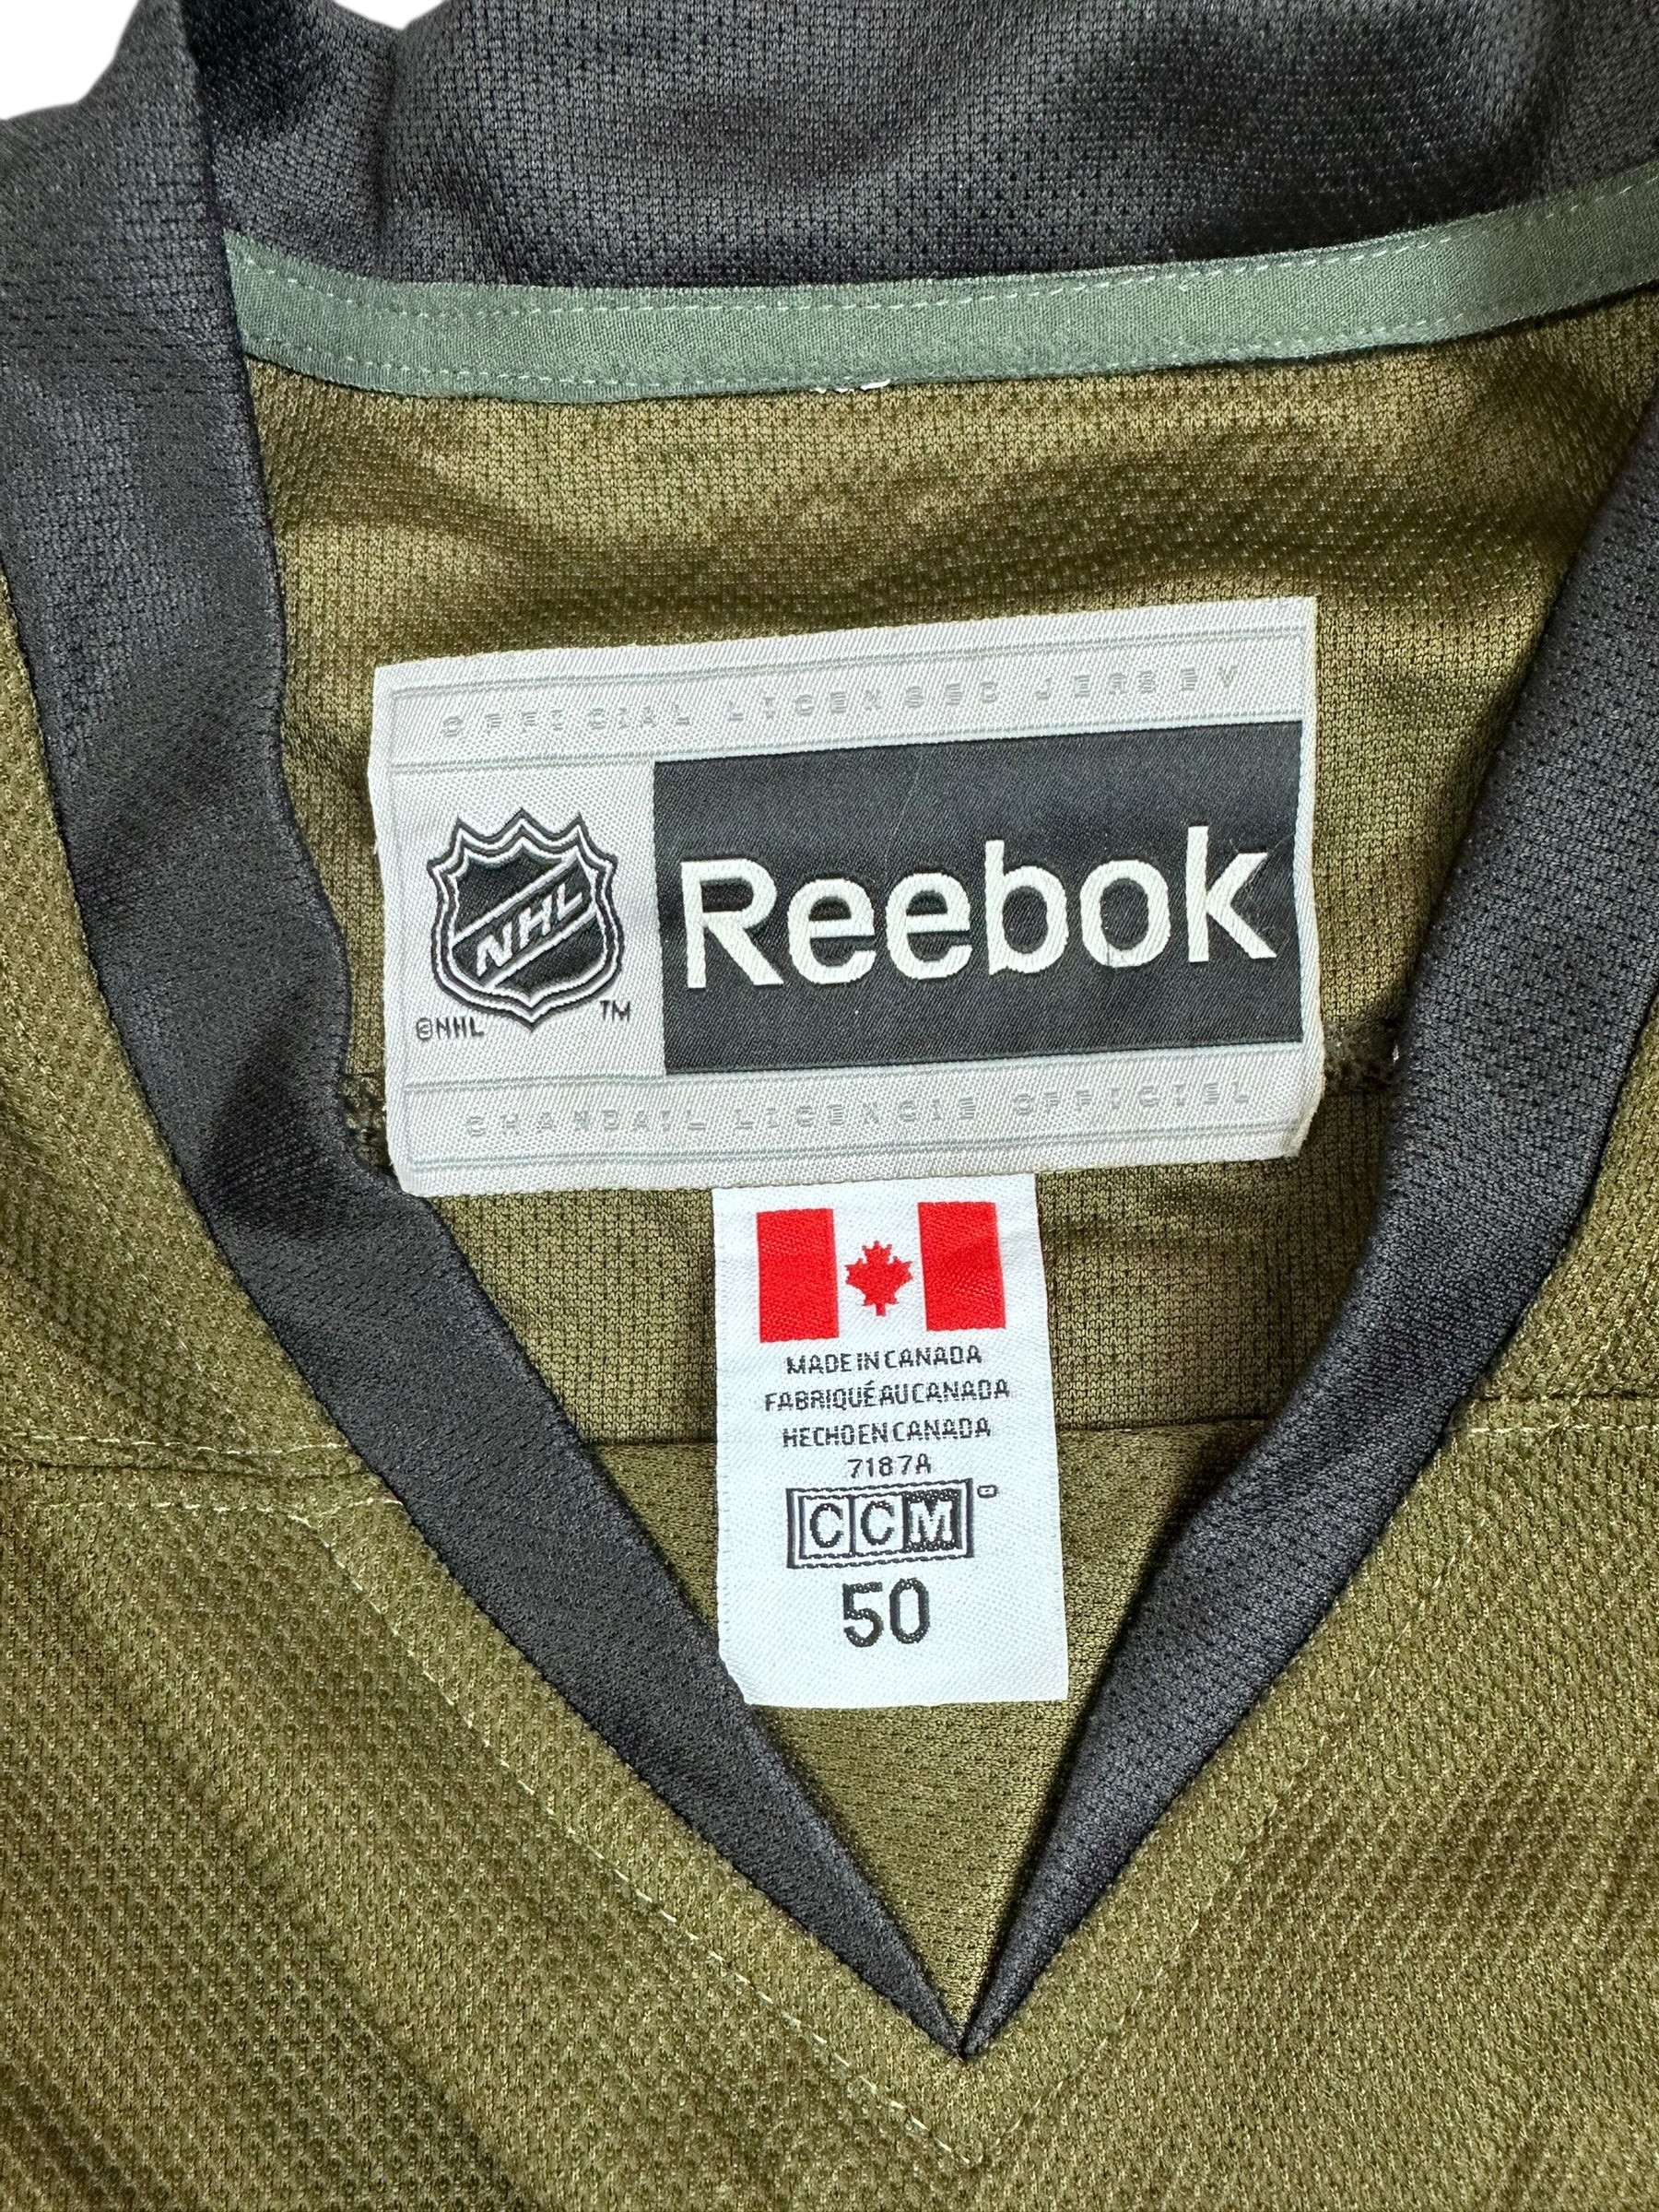 OFFICIAL LICENSED JERSEY
NHL
Reebok
©NHL
TM
CHANDAIL LICENCIE OFFICIEL
MADE IN CANADA
FABRIQUÉ AU CANADA
HECHO EN CANADA
7187A
CCM
50